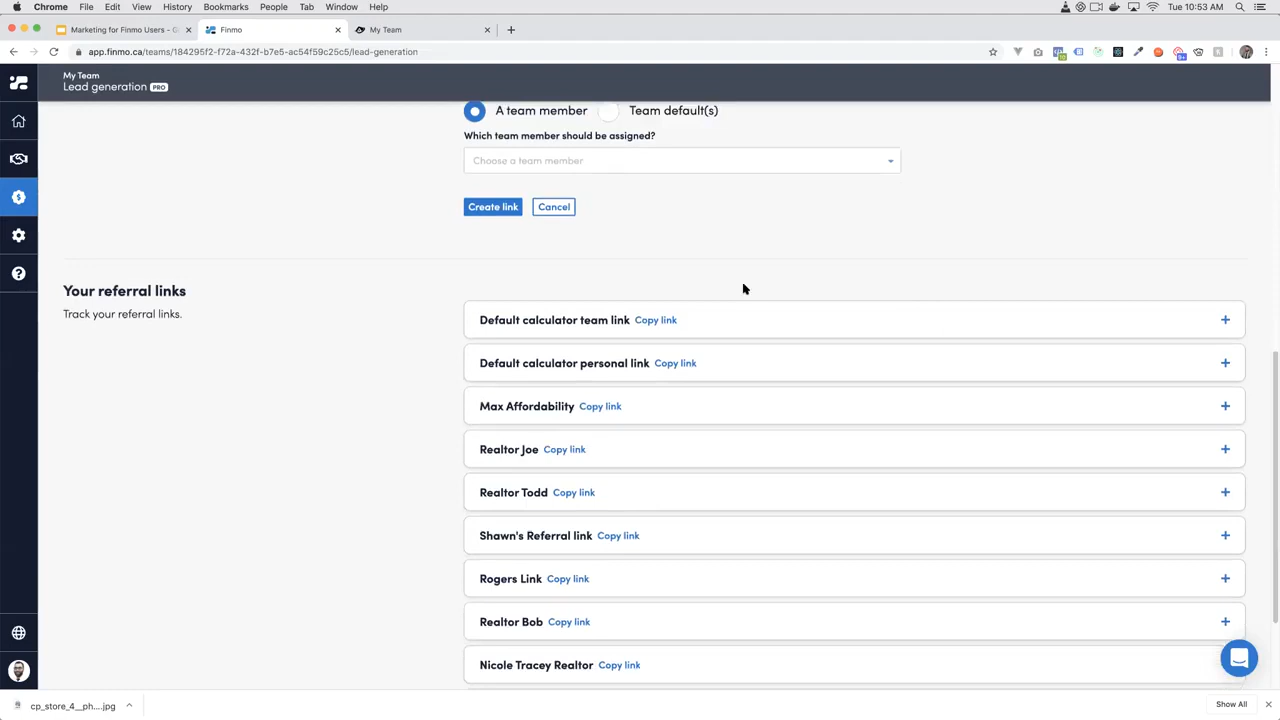 Chrome File Edit View History Bookmarks People Tab Window Help Tue 10:53 AM
Marketing for Finmo Users - G Finmo My Team
app.finmo.ca/teams/184295f2-f72a-432f-b7e5-ac54f59c25c5/lead-generation
My Team
Lead generation PRO
A team member Team default(s)
Which team member should be assigned?
Choose a team member
Create link Cancel
Your referral links
Track your referral links.
Default calculator team link Copy link
Default calculator personal link Copy link
Max Affordability Copy link
Realtor Joe Copy link
Realtor Todd Copy link
Shawn's Referral link Copy link
Rogers Link Copy link
Realtor Bob Copy link
Nicole Tracey Realtor Copy link
cp_store_4__ph....jpg Show All